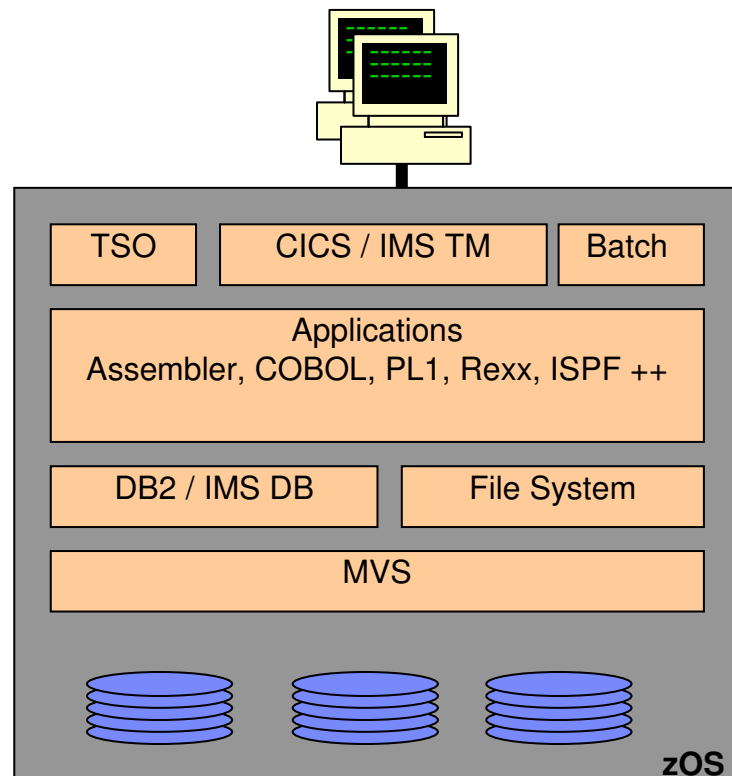 TSO
CICS / IMS TM
Batch
Applications
Assembler, COBOL, PL1, Rexx, ISPF ++
DB2 / IMS DB
File System
MVS
zOS